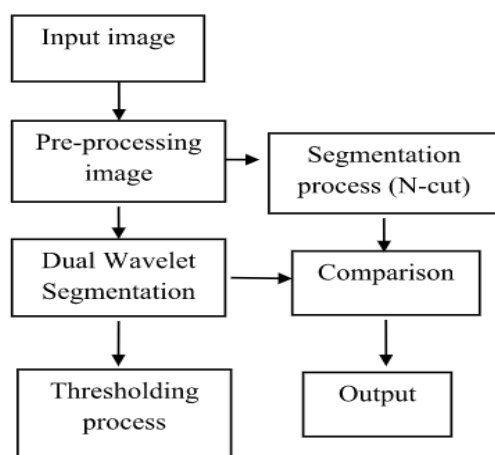 Input image
Pre-processing
image
Segmentation
process (N-cut)
Dual Wavelet
Segmentation
Comparison
Thresholding
process
Output